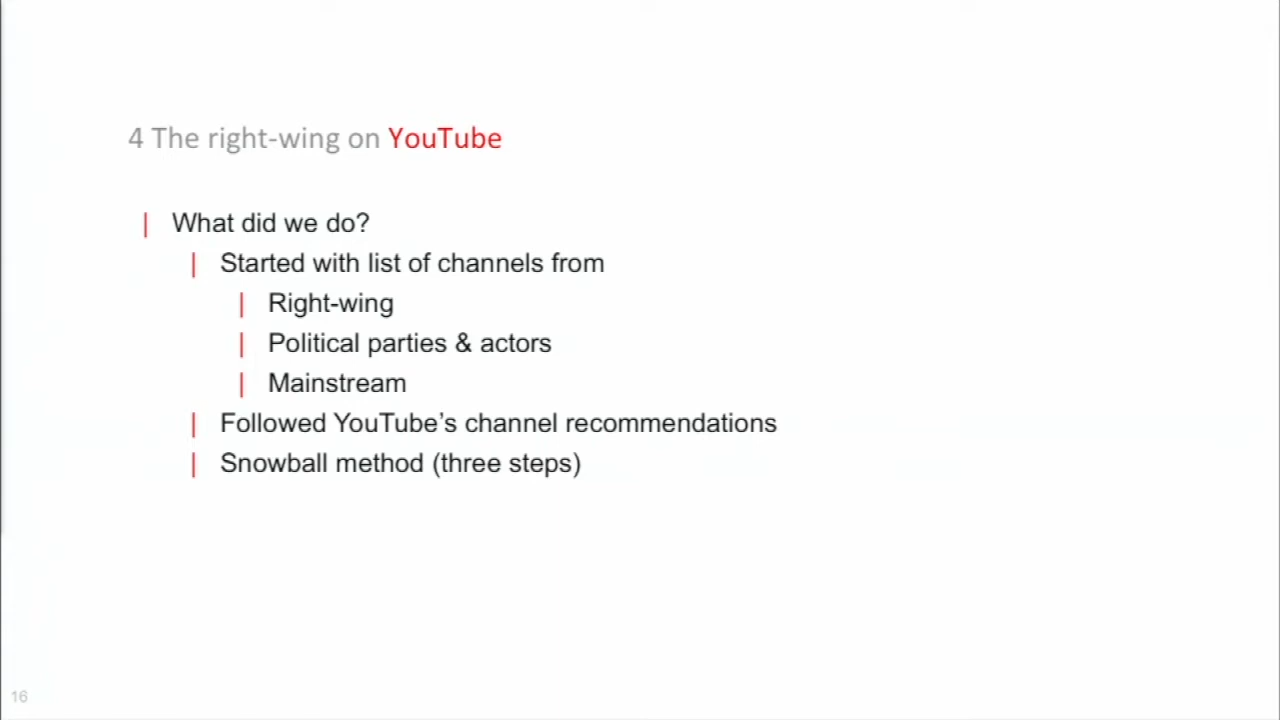 4 The right-wing on YouTube
| What did we do?
| Started with list of channels from
| Right-wing
| Political parties & actors
| Mainstream
| Followed YouTube’s channel recommendations
| Snowball method (three steps)
16